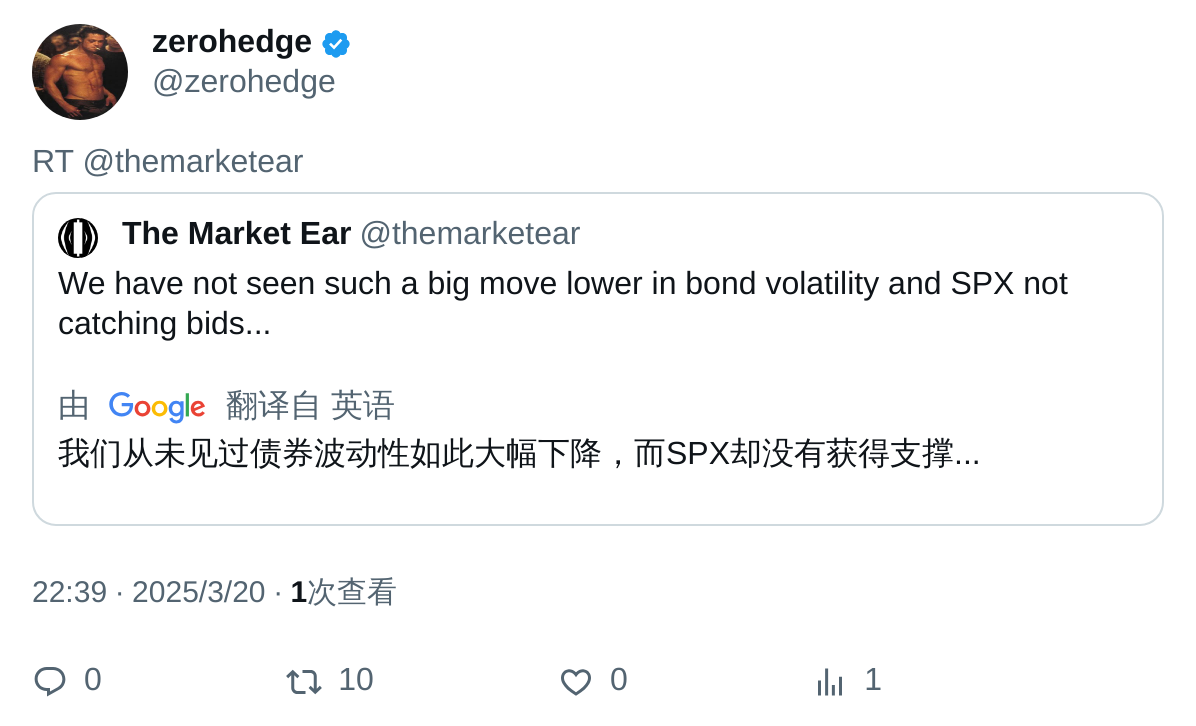 zerohedge
@zerohedge
RT @themarketear
The Market Ear @themarketear
We have not seen such a big move lower in bond volatility and SPX not
catching bids...
由 Google 翻译自 英语
我们从未见过债券波动性如此大幅下降，而SPX却没有获得支撑...
22:39 · 2025/3/20 · 1次查看
0 10 0 1